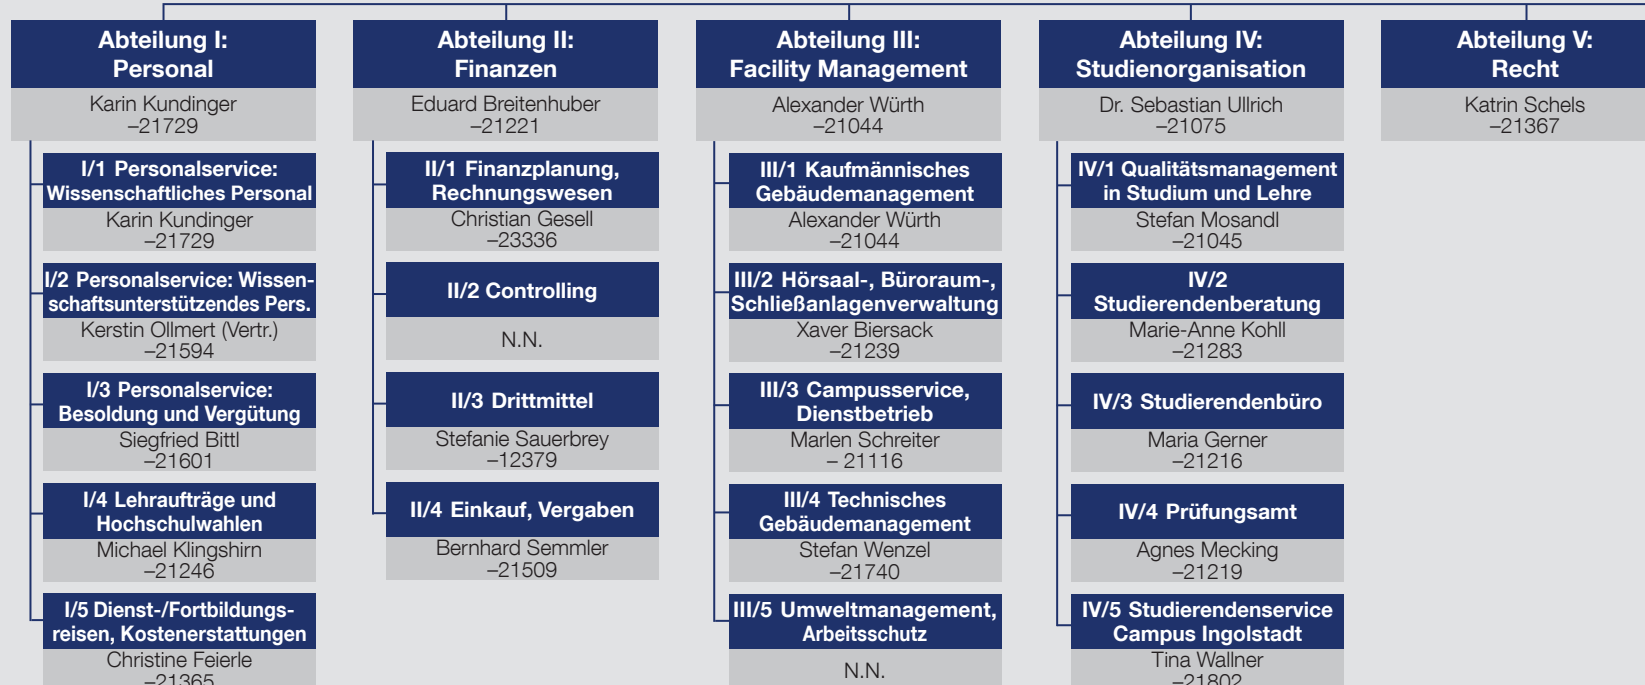 Abteilung I:
Personal
Karin Kundinger
–21729
I/1 Personalservice:
Wissenschaftliches Personal
Karin Kundinger
–21729
I/2 Personalservice: Wissen-
schaftsunterstützendes Pers.
Kerstin Ollmert (Vertr.)
–21594
I/3 Personalservice:
Besoldung und Vergütung
Siegfried Bittl
–21601
I/4 Lehraufträge und
Hochschulwahlen
Michael Klingshirn
–21246
I/5 Dienst-/Fortbildungs-
reisen, Kostenerstattungen
Christine Feierle
–21365
Abteilung II:
Finanzen
Eduard Breitenhuber
–21221
II/1 Finanzplanung,
Rechnungswesen
Christian Gesell
–23336
II/2 Controlling
N.N.
II/3 Drittmittel
Stefanie Sauerbrey
–12379
II/4 Einkauf, Vergaben
Bernhard Semmler
–21509
Abteilung III:
Facility Management
Alexander Würth
–21044
III/1 Kaufmännisches
Gebäudemanagement
Alexander Würth
–21044
III/2 Hörsaal-, Büroraum-,
Schließanlagenverwaltung
Xaver Biersack
–21239
III/3 Campusservice,
Dienstbetrieb
Marlen Schreiter
– 21116
III/4 Technisches
Gebäudemanagement
Stefan Wenzel
–21740
III/5 Umweltmanagement,
Arbeitsschutz
N.N.
Abteilung IV:
Studienorganisation
Dr. Sebastian Ullrich
–21075
IV/1 Qualitätsmanagement
in Studium und Lehre
Stefan Mosandl
–21045
IV/2
Studierendenberatung
Marie-Anne Kohll
–21283
IV/3 Studierendenbüro
Maria Gerner
–21216
IV/4 Prüfungsamt
Agnes Mecking
–21219
IV/5 Studierendenservice
Campus Ingolstadt
Tina Wallner
–21802
Abteilung V:
Recht
Katrin Schels
–21367